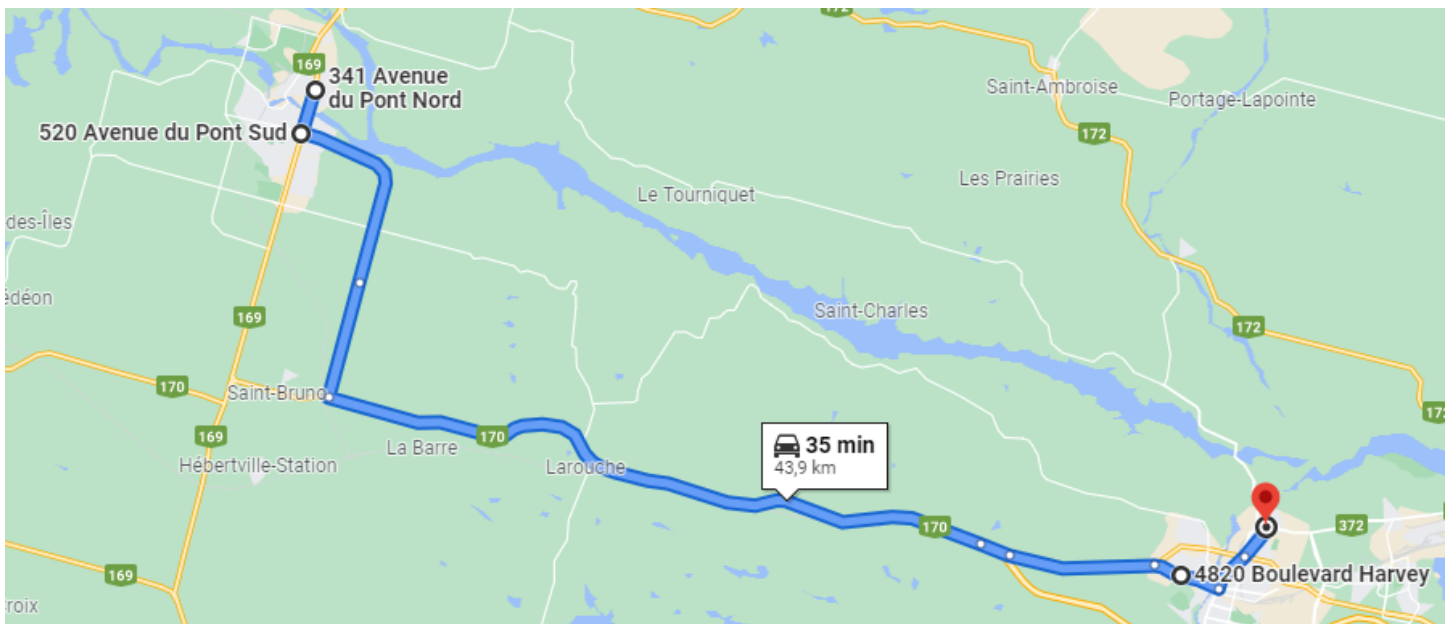 172
169
341 Avenue
du Pont Nord
Saint-Ambroise
Portage-Lapointe
520 Avenue du Pont Sud
172
Les Prairies
Le Tourniquet
des-Îles
édéon
169
Saint-Charles
172
170
Saint-Bruno
172
169
170
La Barre
35 min
43,9 km
Hébertville-Station
Larouche
170
372
169
4820 Boulevard Harvey
roix